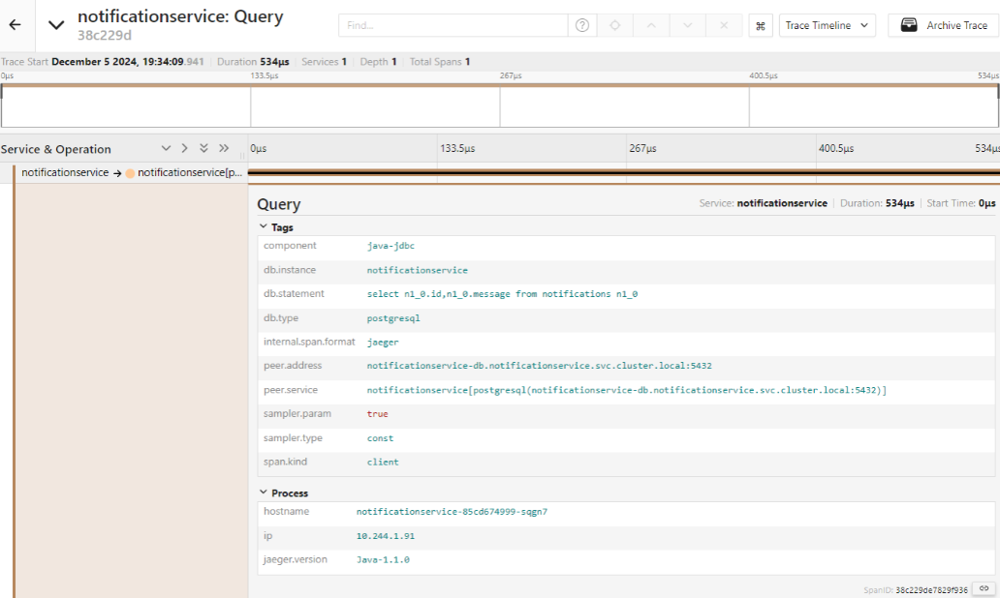 notificationservice: Query
38c229d
Find...
Trace Timeline
Archive Trace
Trace Start December 5 2024, 19:34:09.941 Duration 534μs Services 1 Depth 1 Total Spans 1
0μs 133.5μs 267μs 400.5μs 534μs
Service & Operation 0μs 133.5μs 267μs 400.5μs 534μs
notificationservice notificationservice[p...
Query Service: notificationservice Duration: 534μs Start Time: 0μs
Tags
component java-jdbc
db.instance notificationservice
db.statement select n1_0.id,n1_0.message from notifications n1_0
db.type postgresql
internal.span.format jaeger
peer.address notificationservice-db.notificationservice.svc.cluster.local:5432
peer.service notificationservice[postgresql(notificationservice-db.notificationservice.svc.cluster.local:5432)]
sampler.param true
sampler.type const
span.kind client
Process
hostname notificationservice-85cd674999-sqgn7
ip 10.244.1.91
jaeger.version Java-1.1.0
SpanID: 38c229de7829f936